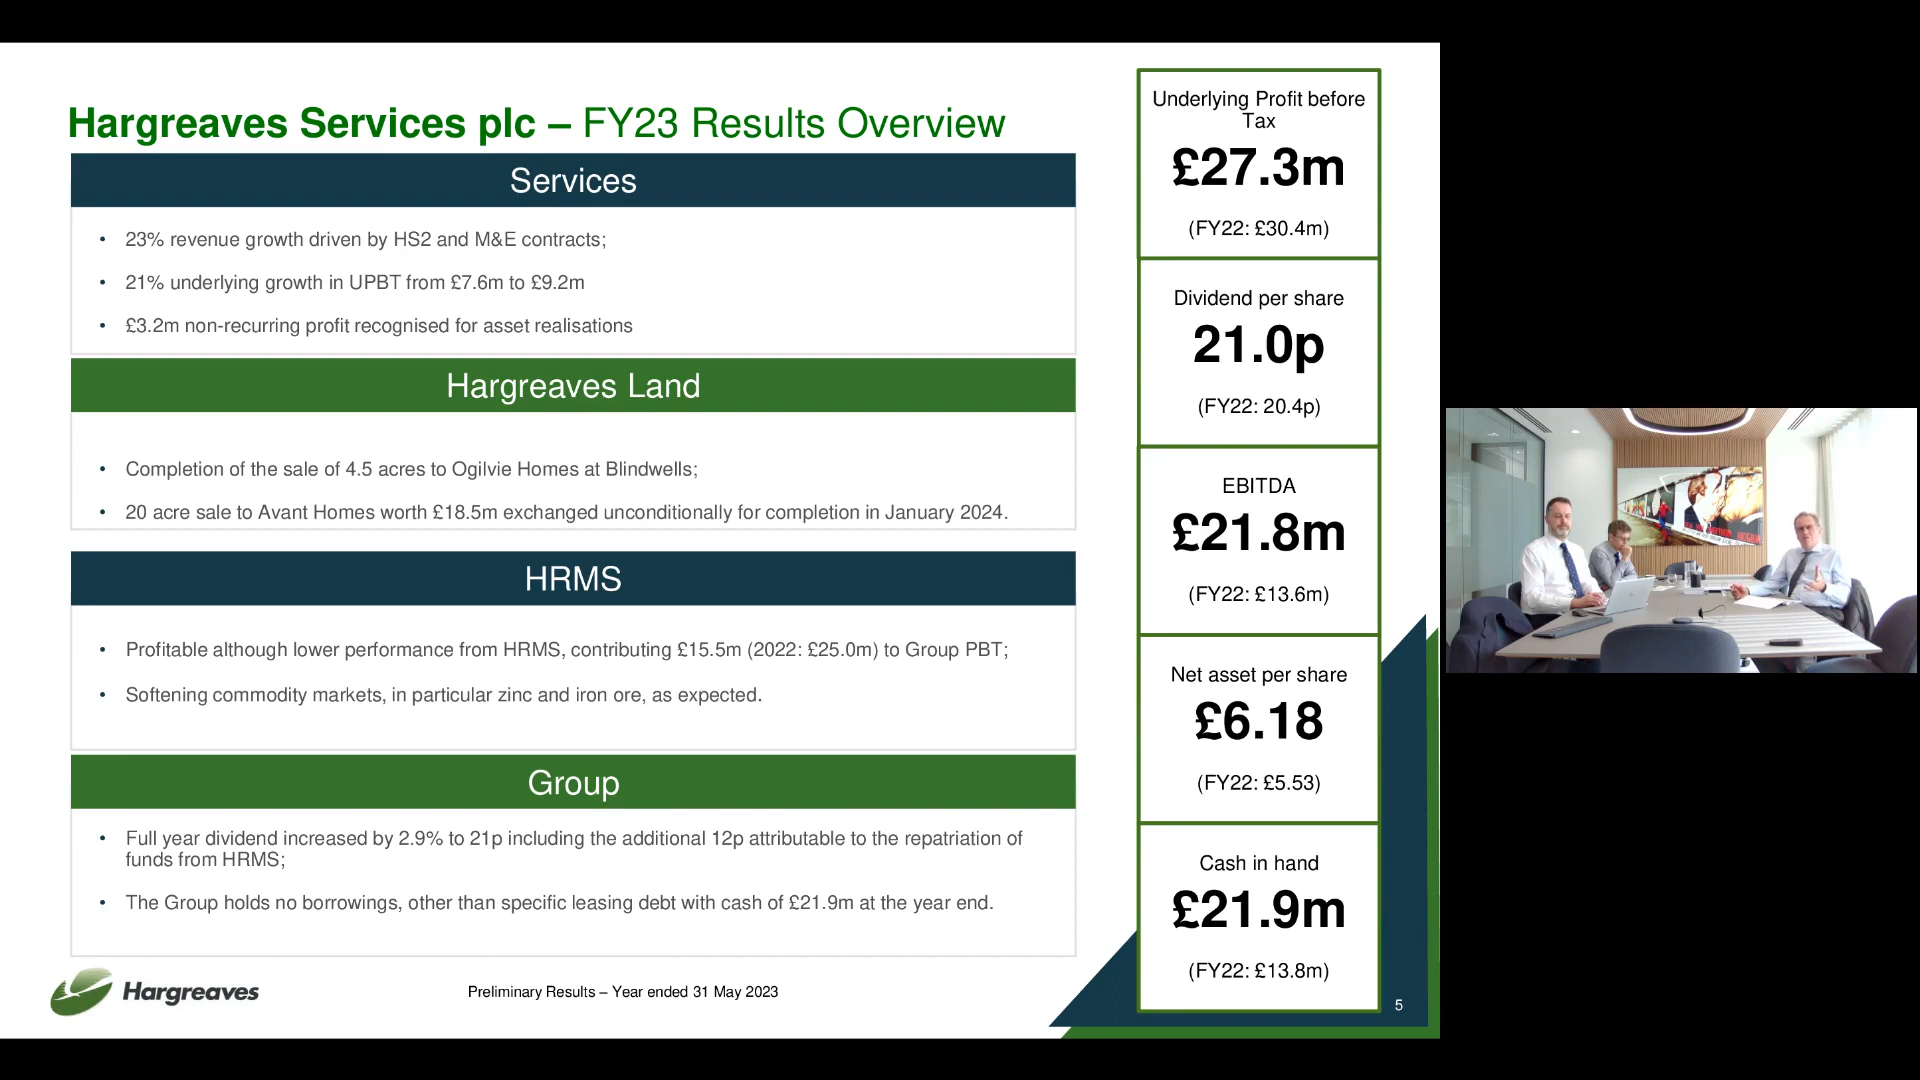 Hargreaves Services plc – FY23 Results Overview
Services
• 23% revenue growth driven by HS2 and M&E contracts;
• 21% underlying growth in UPBT from £7.6m to £9.2m
• £3.2m non-recurring profit recognised for asset realisations
Hargreaves Land
• Completion of the sale of 4.5 acres to Ogilvie Homes at Blindwells;
• 20 acre sale to Avant Homes worth £18.5m exchanged unconditionally for completion in January 2024.
HRMS
• Profitable although lower performance from HRMS, contributing £15.5m (2022: £25.0m) to Group PBT;
• Softening commodity markets, in particular zinc and iron ore, as expected.
Group
• Full year dividend increased by 2.9% to 21p including the additional 12p attributable to the repatriation of
funds from HRMS;
• The Group holds no borrowings, other than specific leasing debt with cash of £21.9m at the year end.
Underlying Profit before
Tax
£27.3m
(FY22: £30.4m)
Dividend per share
21.0p
(FY22: 20.4p)
EBITDA
£21.8m
(FY22: £13.6m)
Net asset per share
£6.18
(FY22: £5.53)
Cash in hand
£21.9m
(FY22: £13.8m)
Hargreaves
Preliminary Results – Year ended 31 May 2023
5